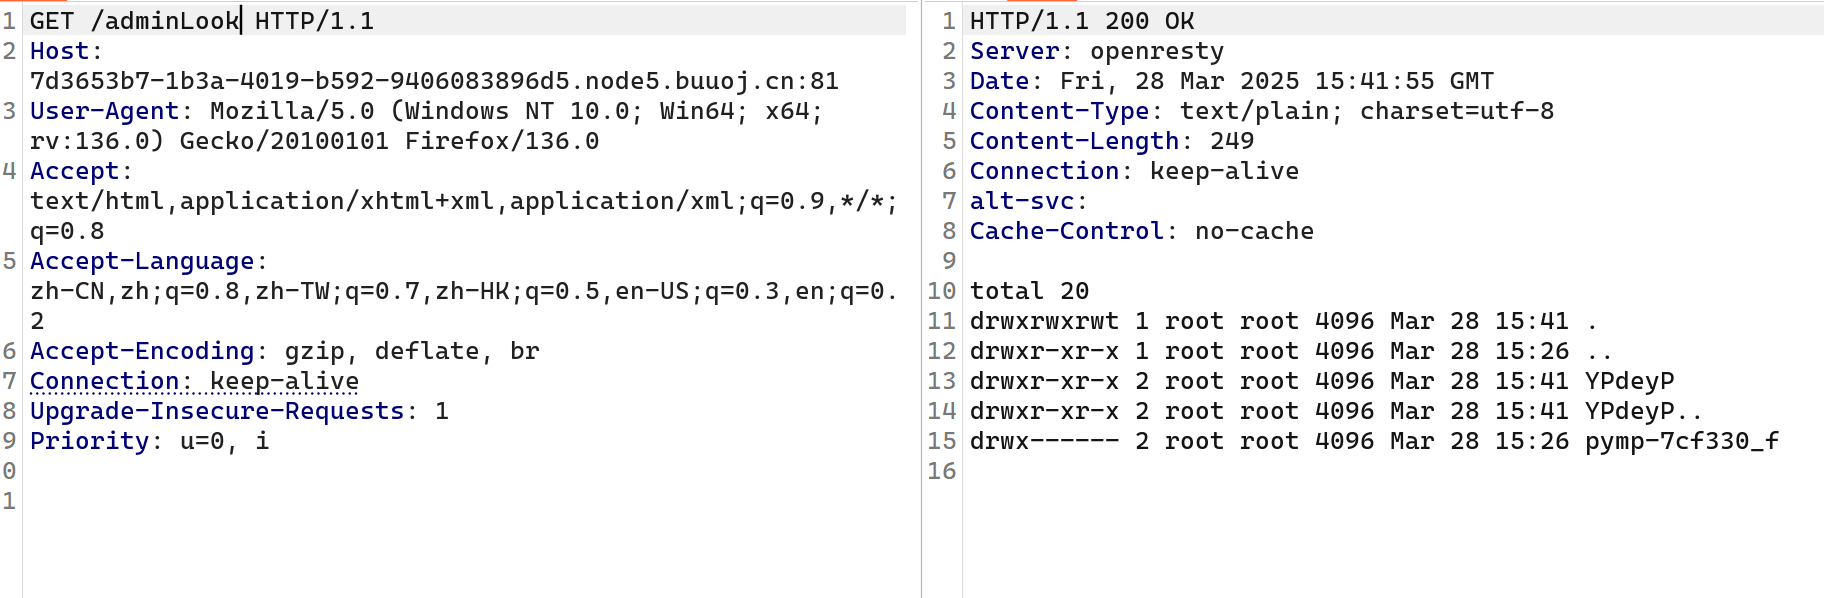 1 GET /adminLook HTTP/1.1
2 Host:
7d3653b7-1b3a-4019-b592-9406083896d5.node5.buuoj.cn:81
3 User-Agent: Mozilla/5.0 (Windows NT 10.0; Win64; x64;
rv:136.0) Gecko/20100101 Firefox/136.0
4 Accept:
text/html,application/xhtml+xml,application/xml;q=0.9,*/*;
q=0.8
5 Accept-Language:
zh-CN,zh;q=0.8,zh-TW;q=0.7,zh-HK;q=0.5,en-US;q=0.3,en;q=0.
2
6 Accept-Encoding: gzip, deflate, br
7 Connection: keep-alive
8 Upgrade-Insecure-Requests: 1
9 Priority: u=0, i
0
1
1 HTTP/1.1 200 OK
2 Server: openresty
3 Date: Fri, 28 Mar 2025 15:41:55 GMT
4 Content-Type: text/plain; charset=utf-8
5 Content-Length: 249
6 Connection: keep-alive
7 alt-svc:
8 Cache-Control: no-cache
9
10 total 20
11 drwxrwxrwt 1 root root 4096 Mar 28 15:41 .
12 drwxr-xr-x 1 root root 4096 Mar 28 15:26 ..
13 drwxr-xr-x 2 root root 4096 Mar 28 15:41 YPdeyP
14 drwxr-xr-x 2 root root 4096 Mar 28 15:41 YPdeyP..
15 drwx------ 2 root root 4096 Mar 28 15:26 pymp-7cf330_f
16